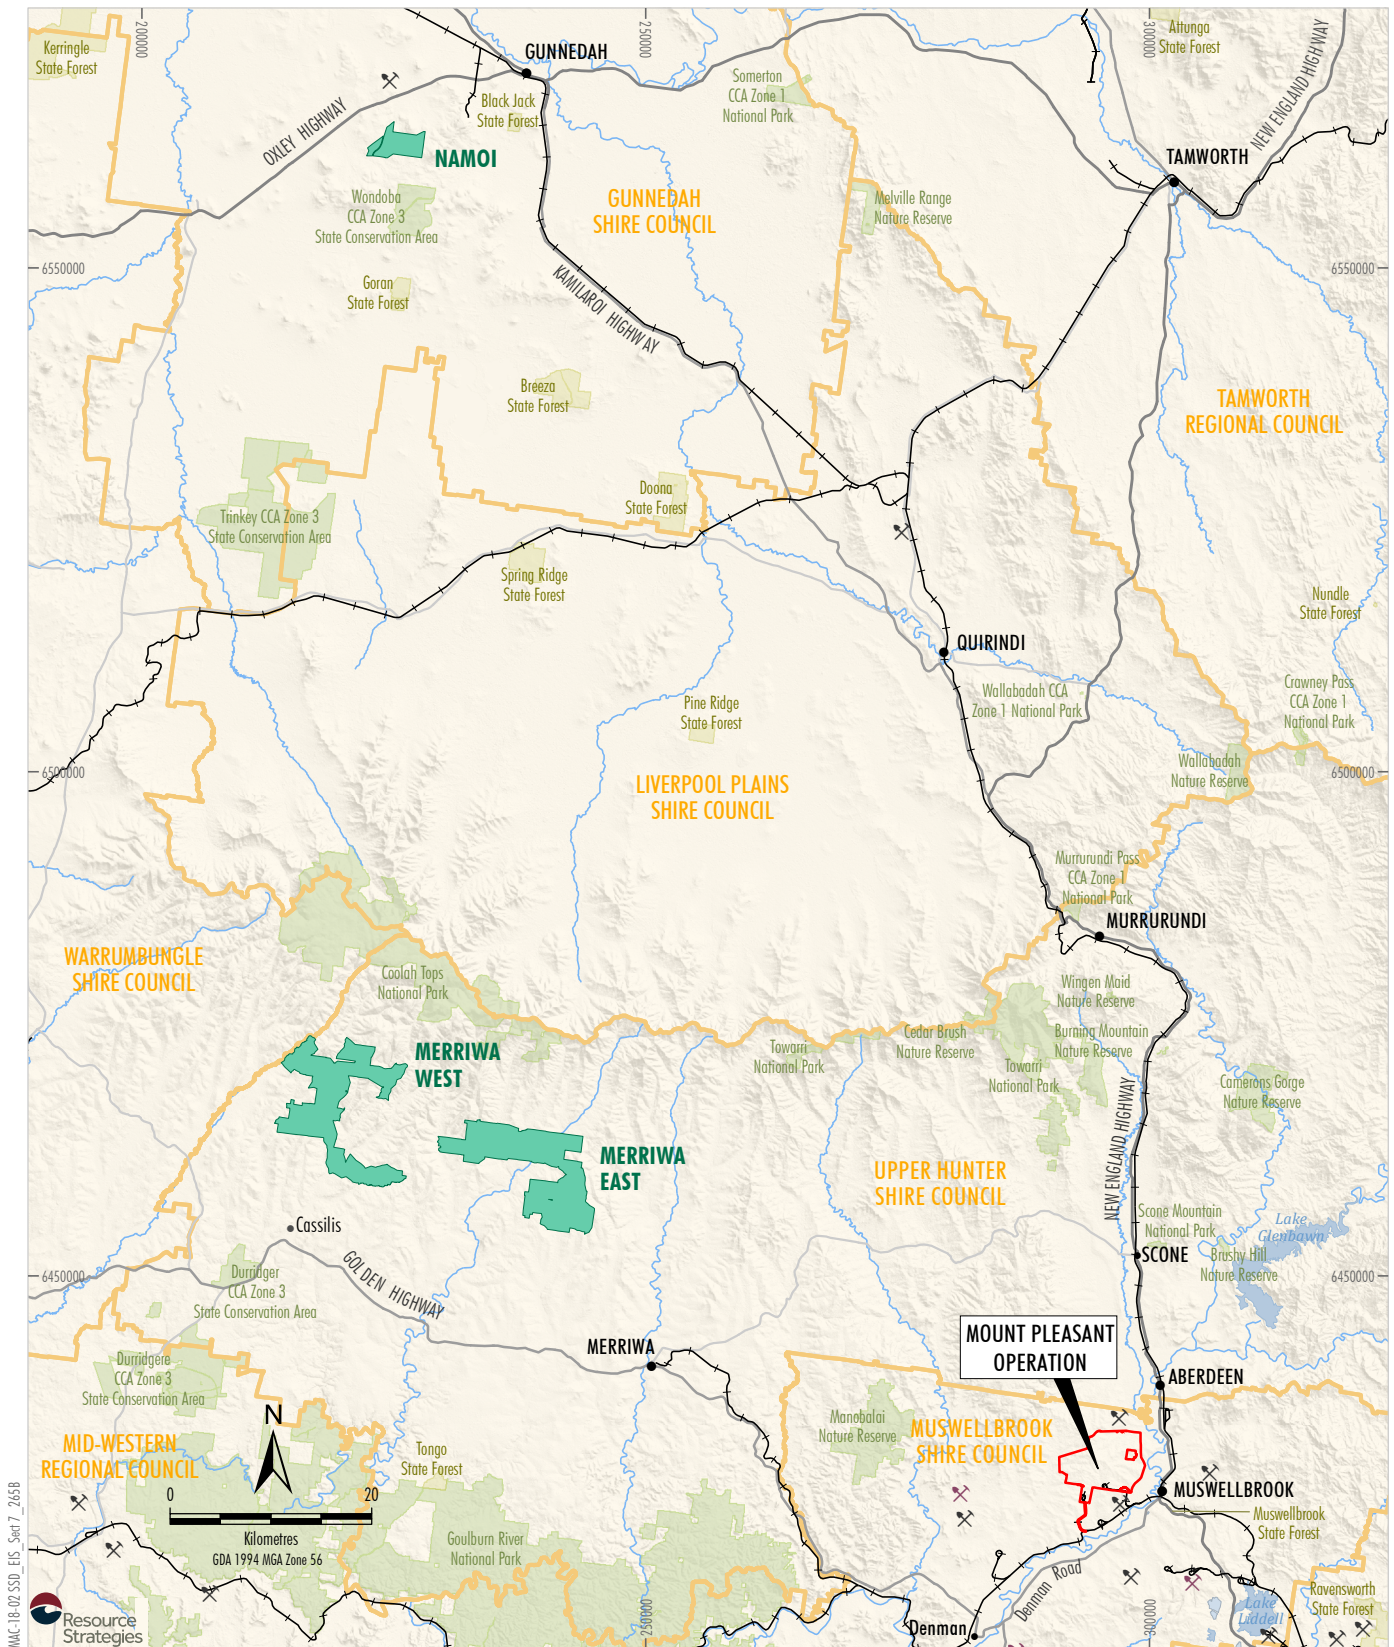 200000
250000
300000
Kerringle
State Forest
GUNNEDAH
Attunga
State Forest
NEW ENGLAND HIGHWAY
Black Jack
State Forest
Somerton
CCA Zone 1
National Park
OXLEY HIGHWAY
NAMOI
TAMWORTH
Wondoba
CCA Zone 3
State Conservation Area
GUNNEDAH
SHIRE COUNCIL
Melville Range
Nature Reserve
6550000
6550000
Goran
State Forest
KAMILAROI HIGHWAY
Breeza
State Forest
TAMWORTH
REGIONAL COUNCIL
Doona
State Forest
Trinkey CCA Zone 3
State Conservation Area
Spring Ridge
State Forest
Nundle
State Forest
QUIRINDI
Wallabadah CCA
Zone 1 National Park
Crawney Pass
CCA Zone 1
National Park
Pine Ridge
State Forest
6500000
6500000
LIVERPOOL PLAINS
SHIRE COUNCIL
Wallabadah
Nature Reserve
Murrurundi Pass
CCA Zone 1
National Park
MURRURUNDI
WARRUMBUNGLE
SHIRE COUNCIL
Coolah Tops
National Park
Wingen Maid
Nature Reserve
Cedar Brush
Nature Reserve
Burning Mountain
Nature Reserve
Towarri
National Park
Towarri
National Park
MERRIWA
WEST
Camerons Gorge
Nature Reserve
NEW ENGLAND HIGHWAY
MERRIWA
EAST
UPPER HUNTER
SHIRE COUNCIL
Cassilis
Scone Mountain
National Park
Lake
Glenbawn
SCONE
Brushy Hill
Nature Reserve
6450000
6450000
Durridger
CCA Zone 3
State Conservation Area
GOLDEN HIGHWAY
MERRIWA
MOUNT PLEASANT
OPERATION
Durridgere
CCA Zone 3
State Conservation Area
ABERDEEN
N
Manobalai
Nature Reserve
MUSWELLBROOK
SHIRE COUNCIL
MID-WESTERN
REGIONAL COUNCIL
Tongo
State Forest
MUSWELLBROOK
0
20
Kilometres
GDA 1994 MGA Zone 56
Muswellbrook
State Forest
Goulburn River
National Park
Denman Road
Denman
Lake
Liddell
Ravensworth
State Forest
250000
300000
MAC-18-02 SSD_EIS_Sect 7_265B
Resource
Strategies